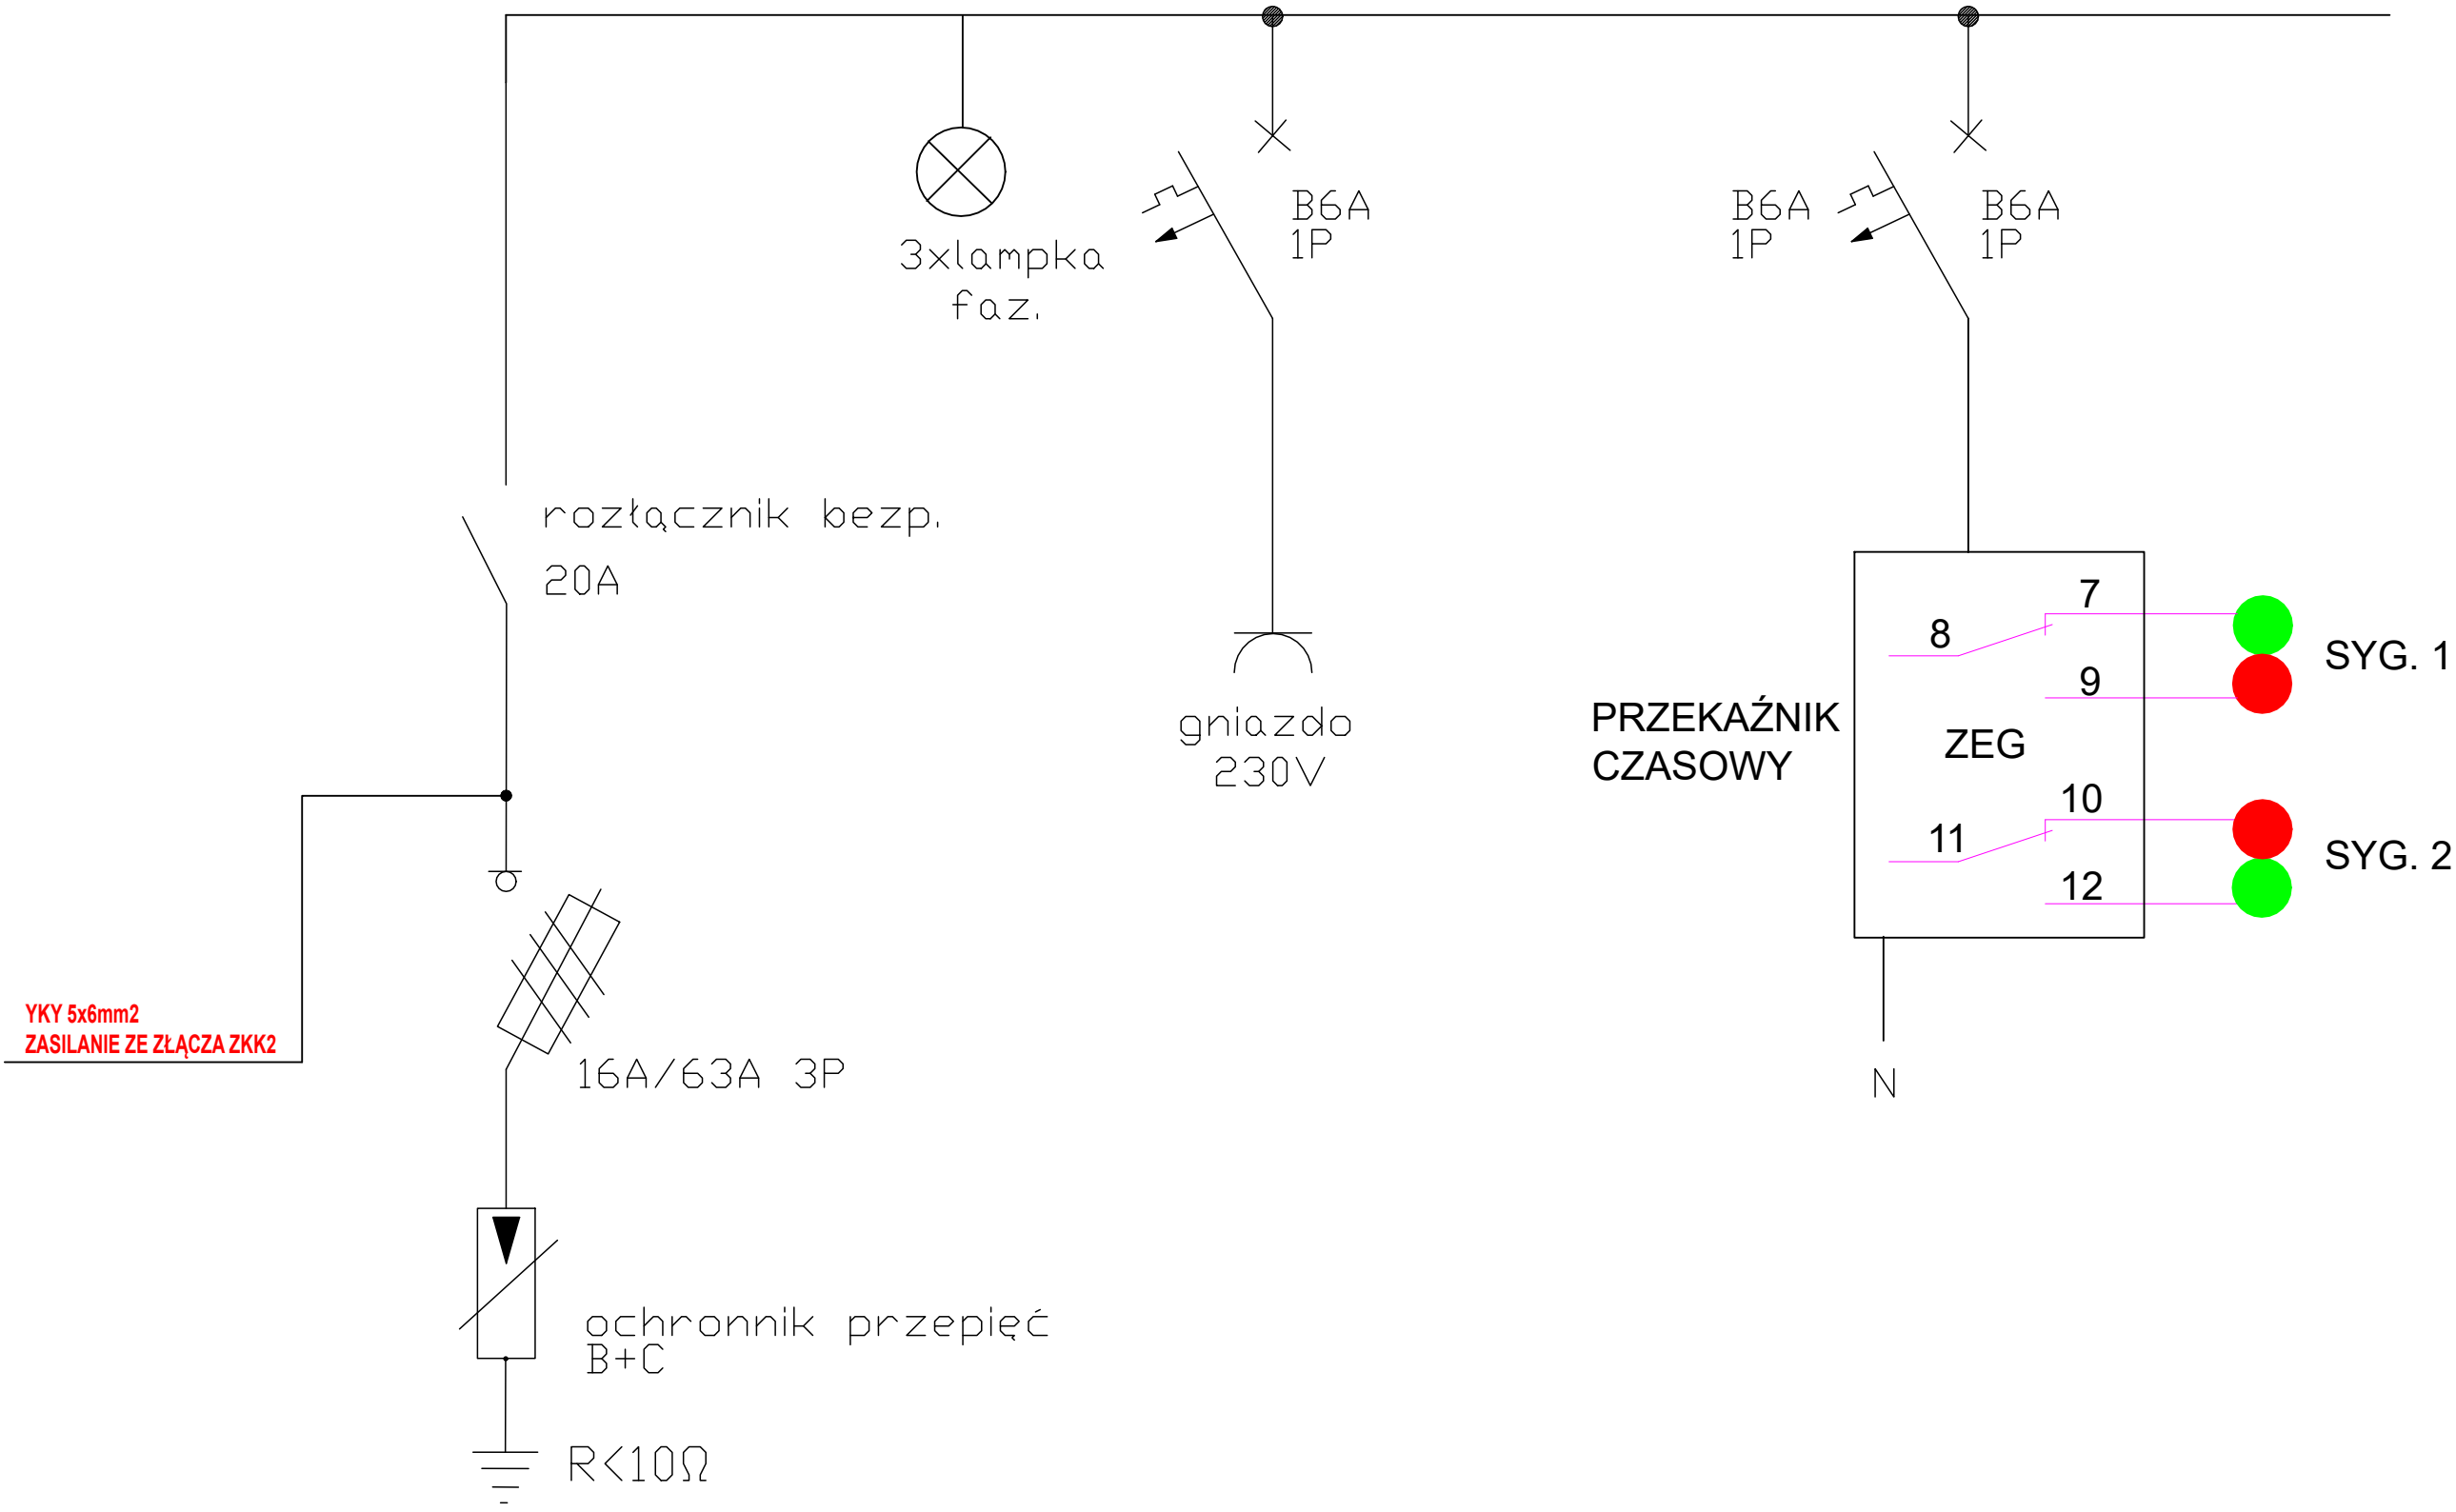 B6A
1P
B6A
1P
B6A
1P
3xlampka
faz.
rozłącznik bezp.
20A
7
8
9
SYG. 1
PRZEKAŹNIK
CZASOWY
ZEG
10
11
12
SYG. 2
gniazdo
230V
YKY 5x6mm2
ZASILANIE ZE ZŁĄCZA ZKK2
16A/63A 3P
N
ochronnik przepięć
B+C
R<10Ω